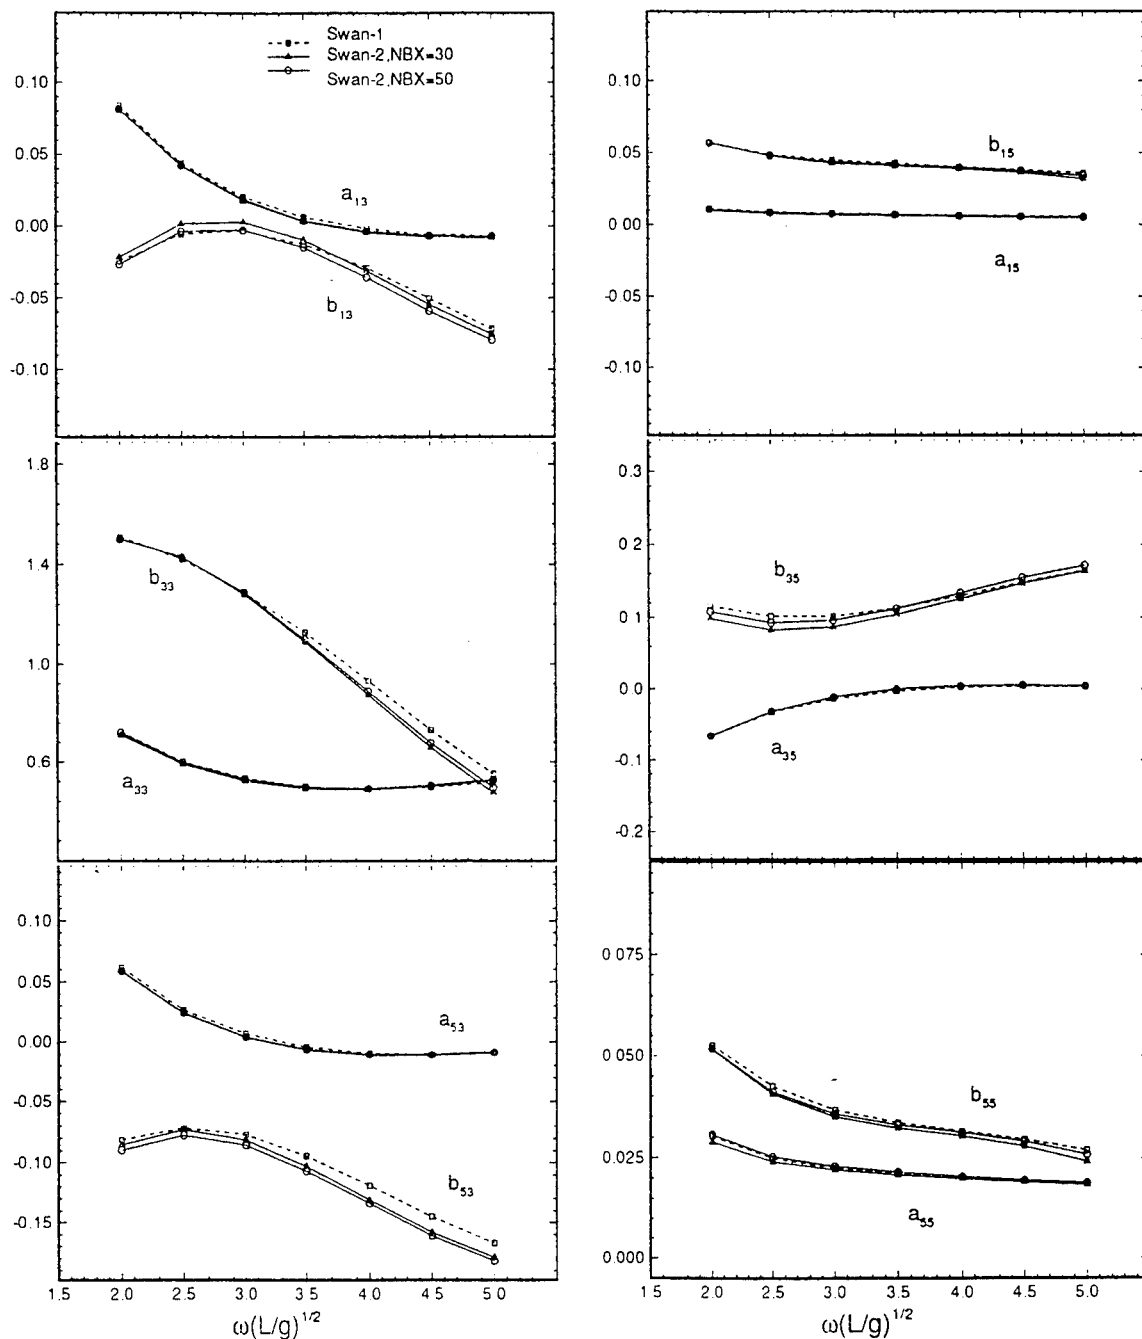 Swan-1
Swan-2,NBX=30
Swan-2,NBX=50
0.10
0.05
0.00
-0.05
-0.10
a13
b13
b15
a15
0.10
0.05
0.00
-0.05
-0.10
1.8
1.4
1.0
0.6
b33
a33
0.3
0.2
0.1
0.0
-0.1
-0.2
b35
a35
0.10
0.05
0.00
-0.05
-0.10
-0.15
a53
b53
0.075
0.050
0.025
0.000
b55
a55
1.5 2.0 2.5 3.0 3.5 4.0 4.5 5.0
ω(L/g)1/2
1.5 2.0 2.5 3.0 3.5 4.0 4.5 5.0
ω(L/g)1/2